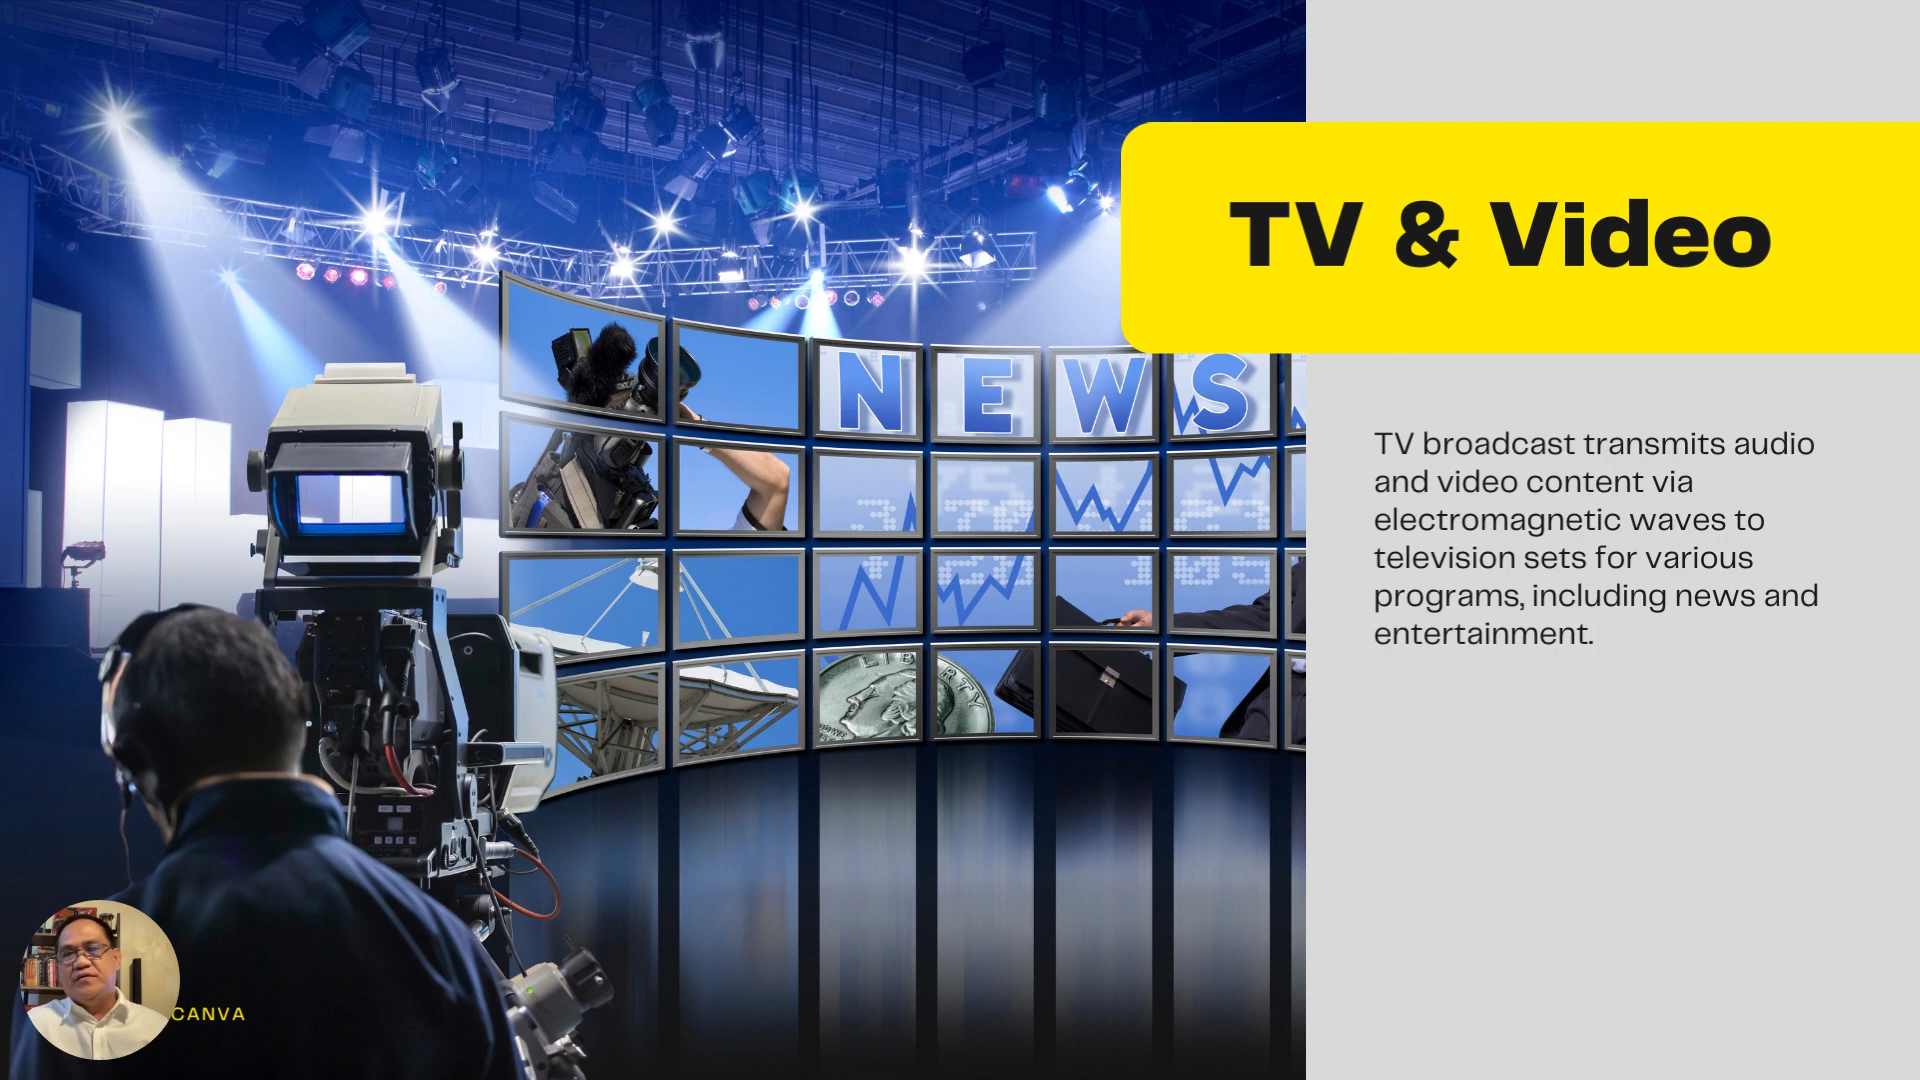 TV & Video
NEWS
TV broadcast transmits audio
and video content via
electromagnetic waves to
television sets for various
programs, including news and
entertainment.
LIBERTY
CANVA